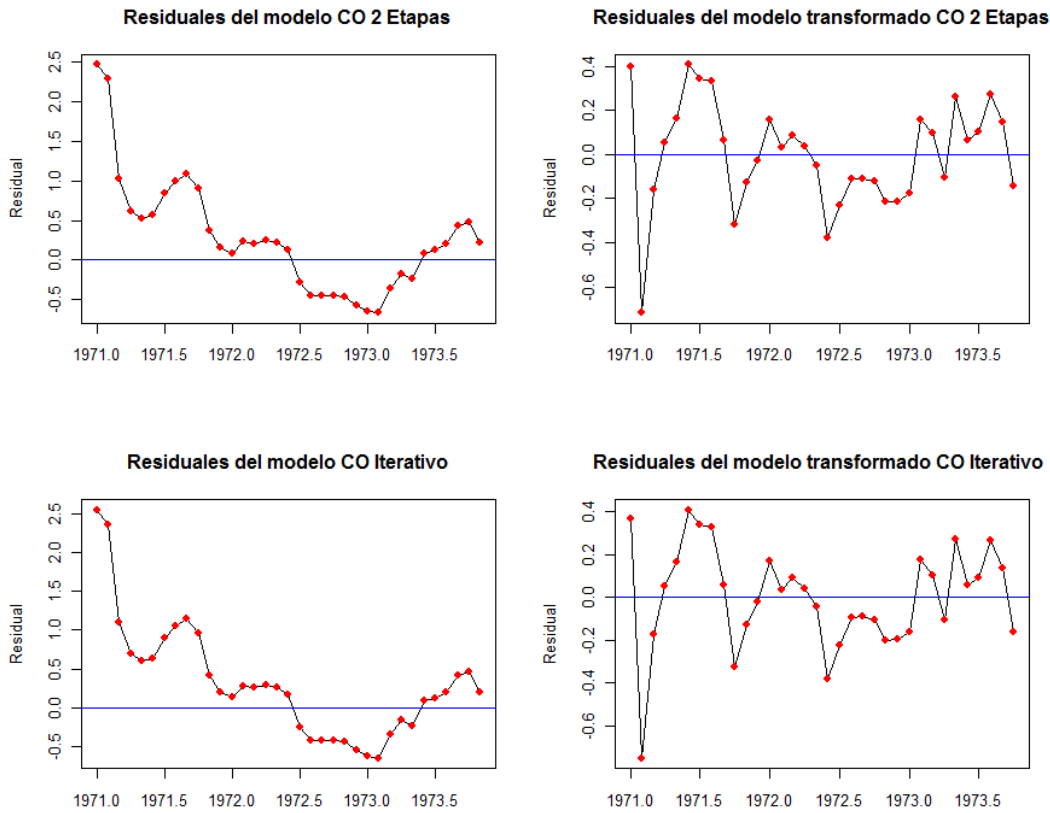 Residuales del modelo CO 2 Etapas
Residual
2.5
2.0
1.5
1.0
0.5
0.0
-0.5
1971.0 1971.5 1972.0 1972.5 1973.0 1973.5
Residuales del modelo transformado CO 2 Etapas
Residual
0.4
0.2
0.0
-0.2
-0.4
-0.6
1971.0 1971.5 1972.0 1972.5 1973.0 1973.5
Residuales del modelo CO Iterativo
Residual
2.5
2.0
1.5
1.0
0.5
0.0
-0.5
1971.0 1971.5 1972.0 1972.5 1973.0 1973.5
Residuales del modelo transformado CO Iterativo
Residual
0.4
0.2
0.0
-0.2
-0.4
-0.6
1971.0 1971.5 1972.0 1972.5 1973.0 1973.5